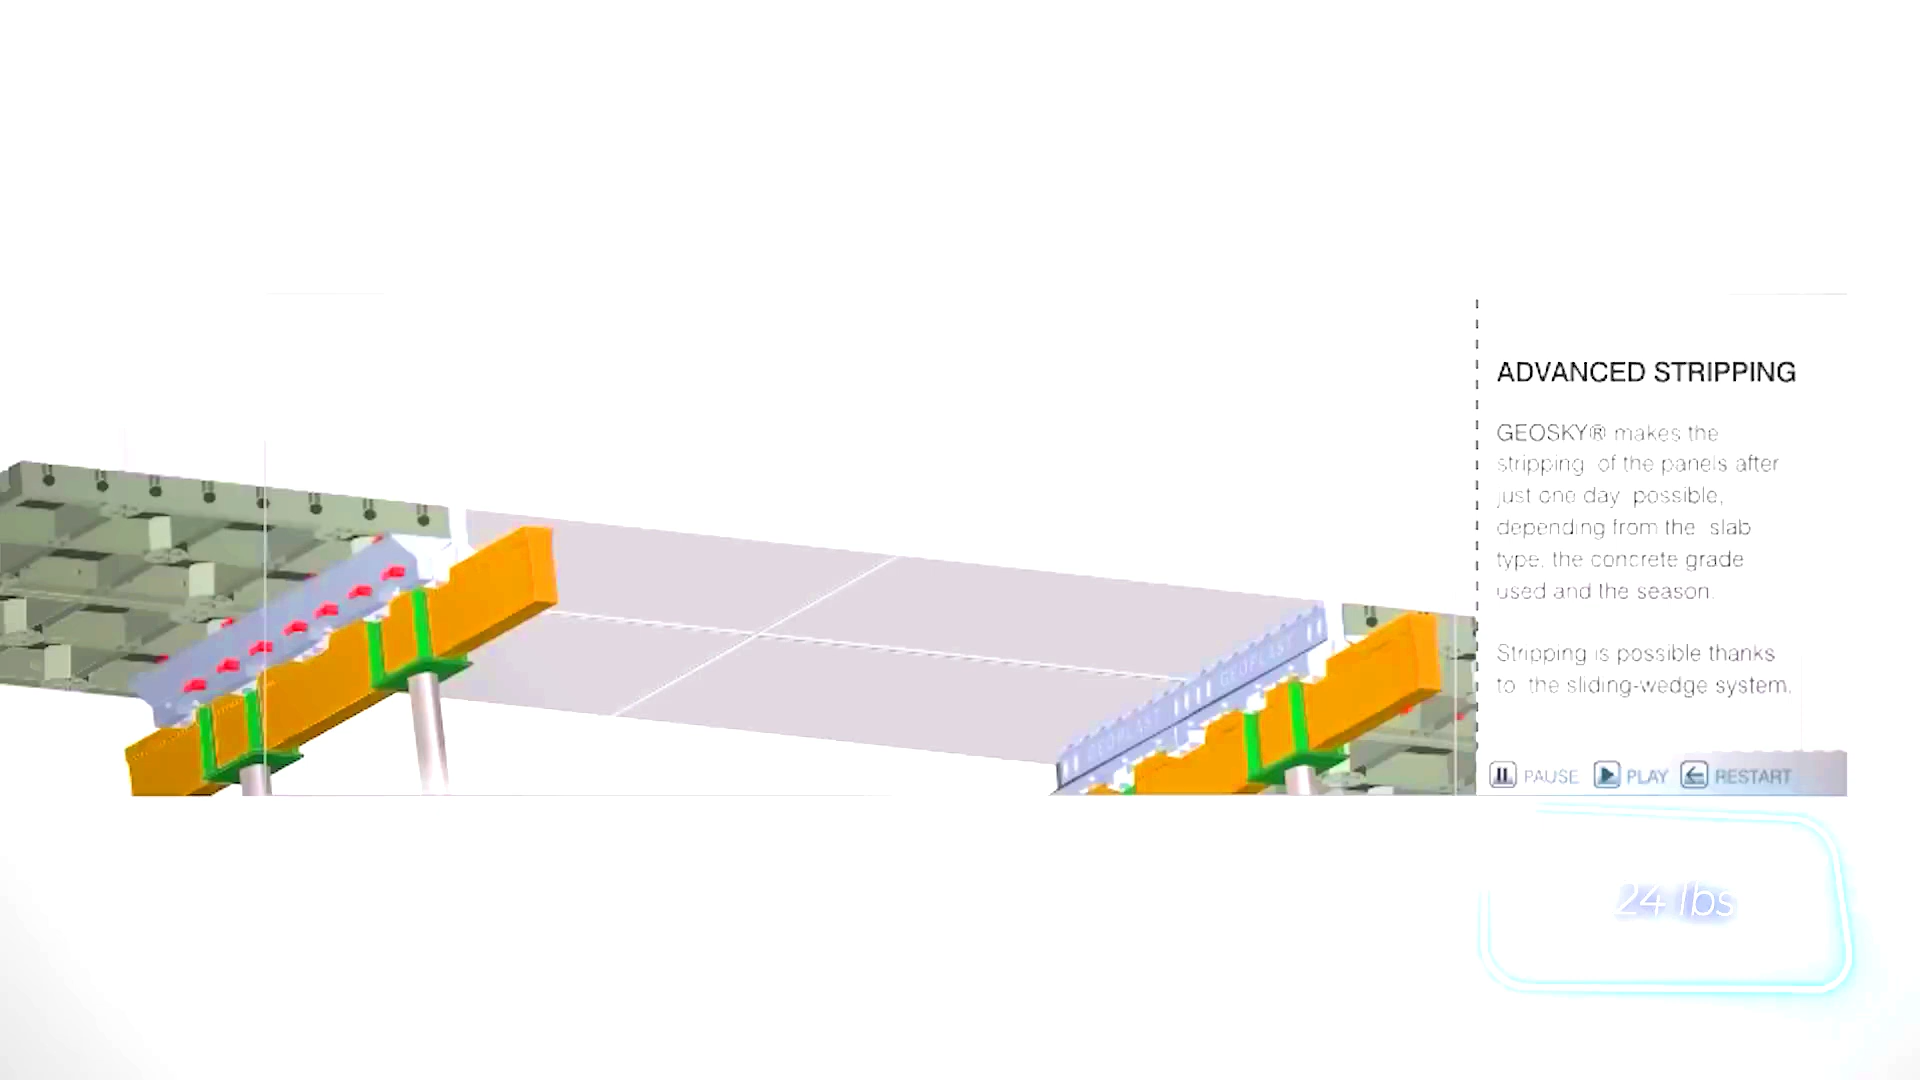 ADVANCED STRIPPING
GEOSKY® makes the
stripping of the panels after
just one day possible,
depending from the slab
type, the concrete grade
used and the season.
Stripping is possible thanks
to the sliding-wedge system.
GEOPLAST
GEOPLAST
PAUSE PLAY RESTART
24 lbs